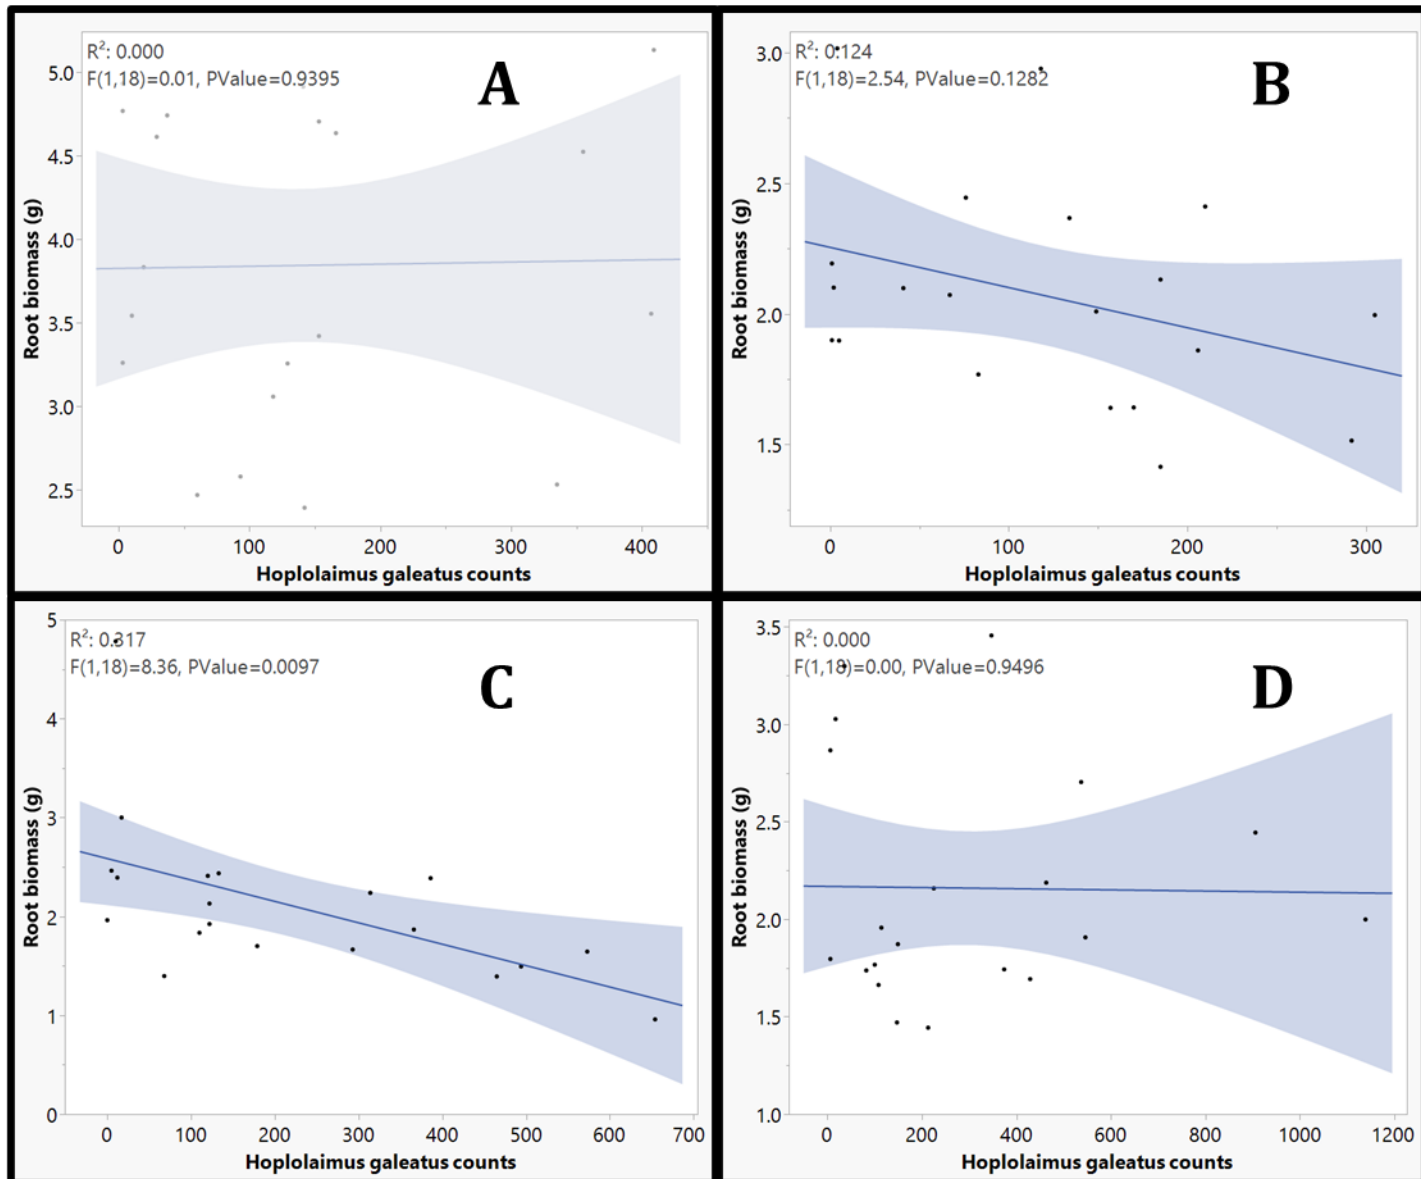 R²: 0.000
F(1,18)=0.01, PValue=0.9395
A
5.0
4.5
4.0
3.5
3.0
2.5
Root biomass (g)
0 100 200 300 400
Hoplolaimus galeatus counts
R²: 0.124
F(1,18)=2.54, PValue=0.1282
B
3.0
2.5
2.0
1.5
Root biomass (g)
0 100 200 300
Hoplolaimus galeatus counts
R²: 0.317
F(1,18)=8.36, PValue=0.0097
C
5
4
3
2
1
0
Root biomass (g)
0 100 200 300 400 500 600 700
Hoplolaimus galeatus counts
R²: 0.000
F(1,18)=0.00, PValue=0.9496
D
3.5
3.0
2.5
2.0
1.5
1.0
Root biomass (g)
0 200 400 600 800 1000 1200
Hoplolaimus galeatus counts